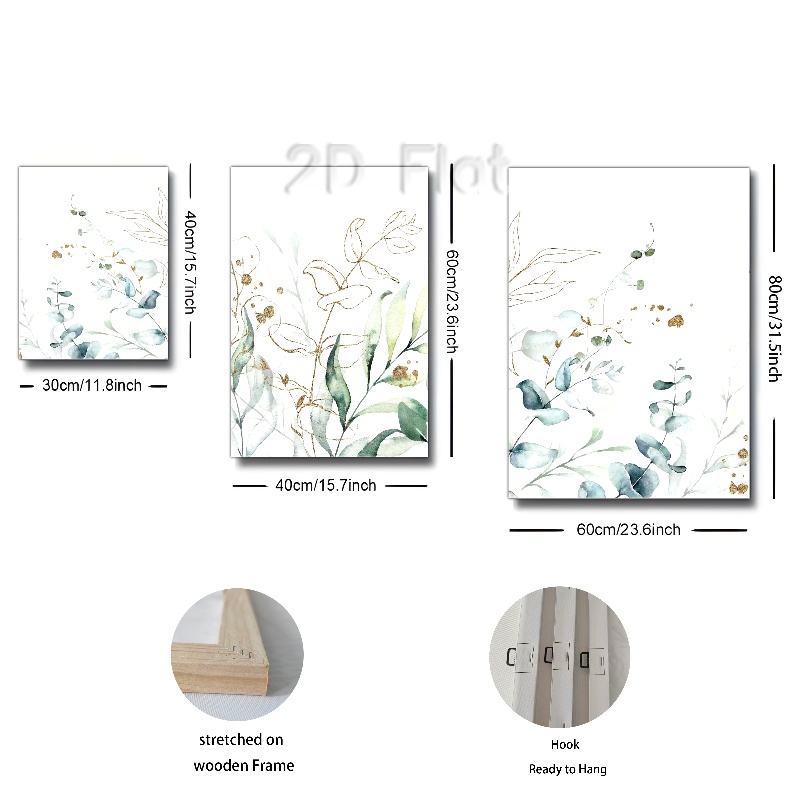 2D Flat
40cm/15.7inch
60cm/23.6inch
80cm/31.5inch
30cm/11.8inch
40cm/15.7inch
60cm/23.6inch
stretched on
wooden Frame
Hook
Ready to Hang